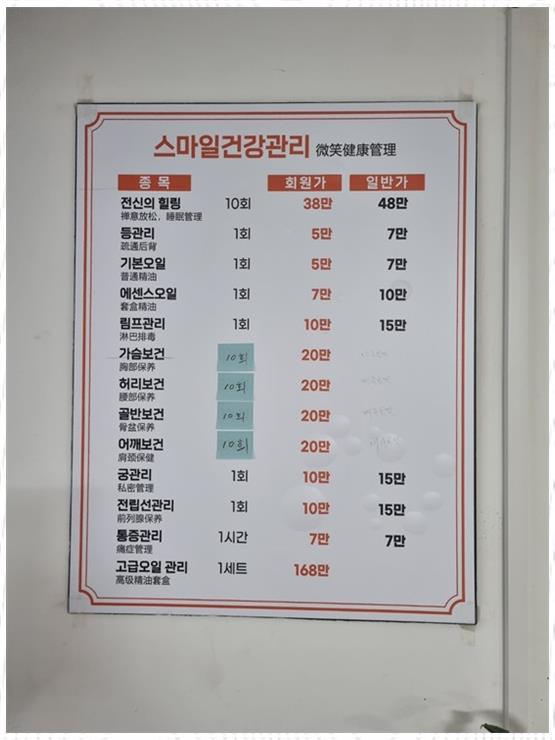 스마일건강관리 微笑健康管理
종목 회원가 일반가
전신의 힐링 10회 38만 48만
禅意放松，睡眠管理
등관리 1회 5만 7만
疏通后背
기본오일 1회 5만 7만
普通精油
에센스오일 1회 7만 10만
套盒精油
림프관리 1회 10만 15만
淋巴排毒
가슴보건 10회 20만
胸部保养
허리보건 10회 20만
腰部保养
골반보건 10회 20만
骨盆保养
어깨보건 10회 20만
肩颈保健
궁관리 1회 10만 15만
私密管理
전립선관리 1회 10만 15만
前列腺保养
통증관리 1시간 7만 7만
痛症管理
고급오일 관리 1세트 168만
高级精油套盒